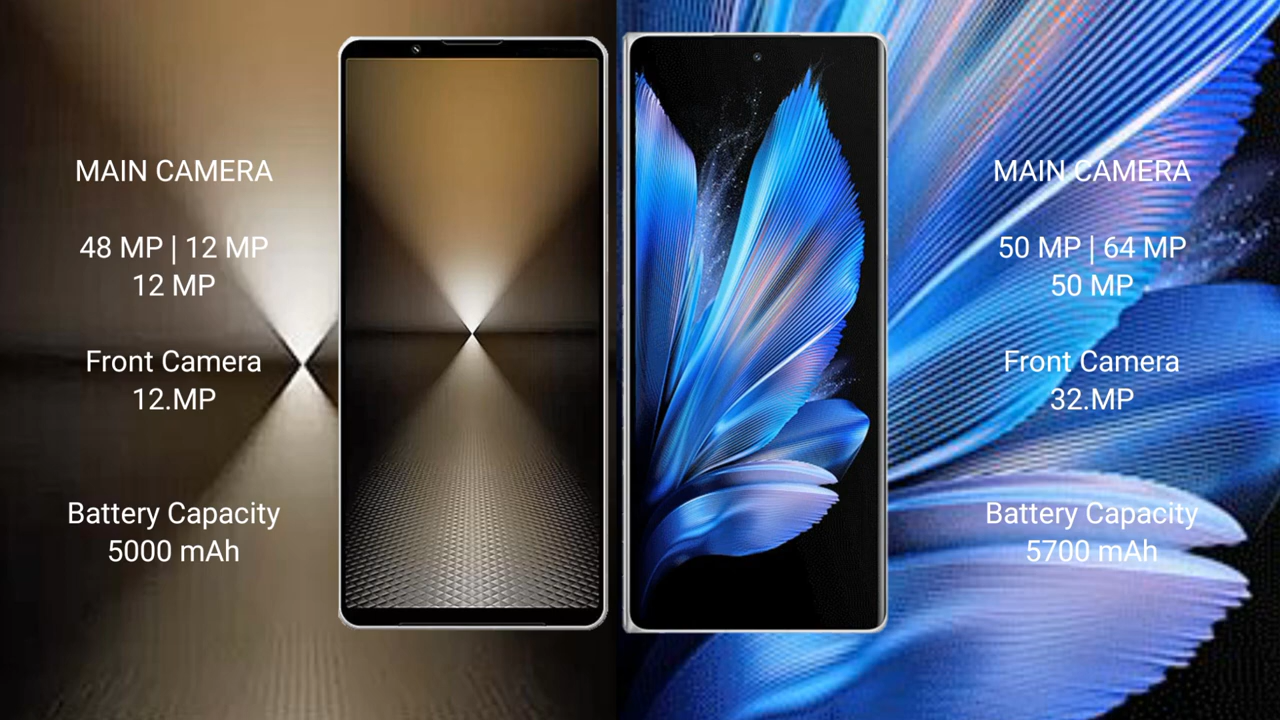 MAIN CAMERA
48 MP | 12 MP
12 MP
Front Camera
12.MP
Battery Capacity
5000 mAh
MAIN CAMERA
50 MP | 64 MP
50 MP
Front Camera
32.MP
Battery Capacity
5700 mAh